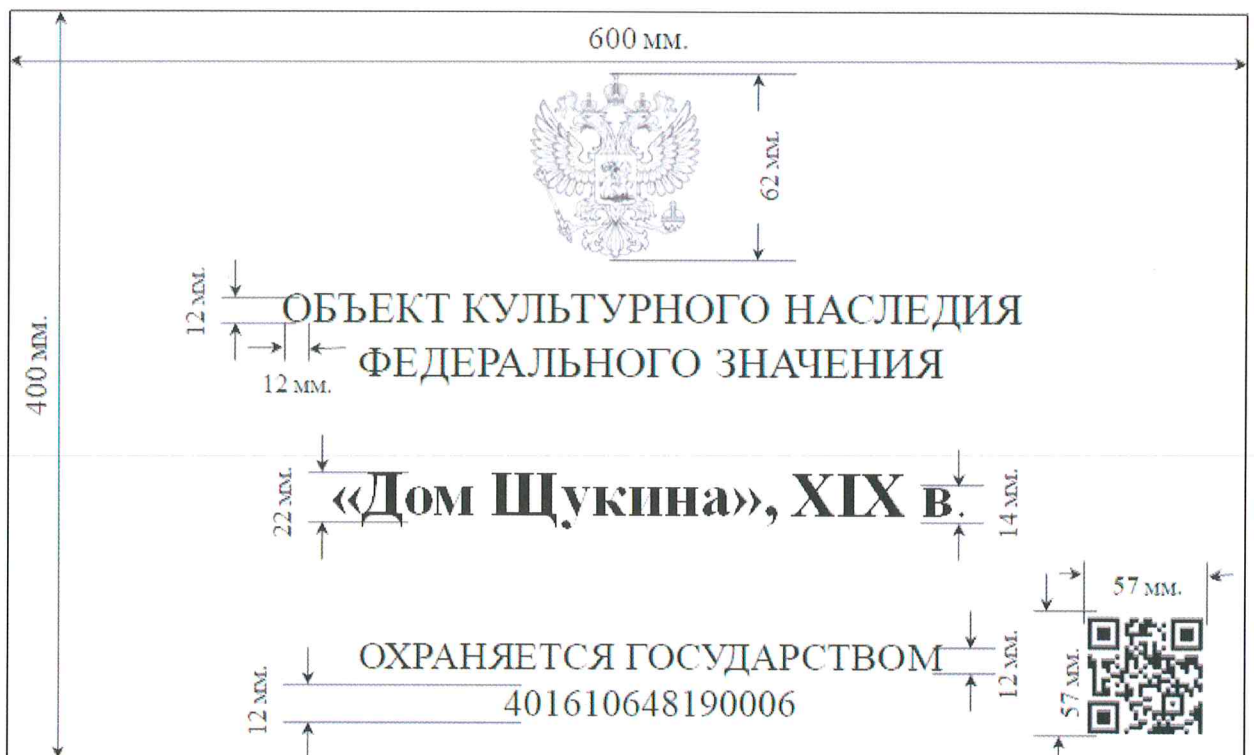 600 мм.
62 мм.
400 мм.
12 мм.
ОБЪЕКТ КУЛЬТУРНОГО НАСЛЕДИЯ
ФЕДЕРАЛЬНОГО ЗНАЧЕНИЯ
12 мм.
22 мм.
«Дом Щукина», XIX в.
14 мм.
57 мм.
57 мм.
ОХРАНЯЕТСЯ ГОСУДАРСТВОМ
12 мм.
12 мм.
401610648190006